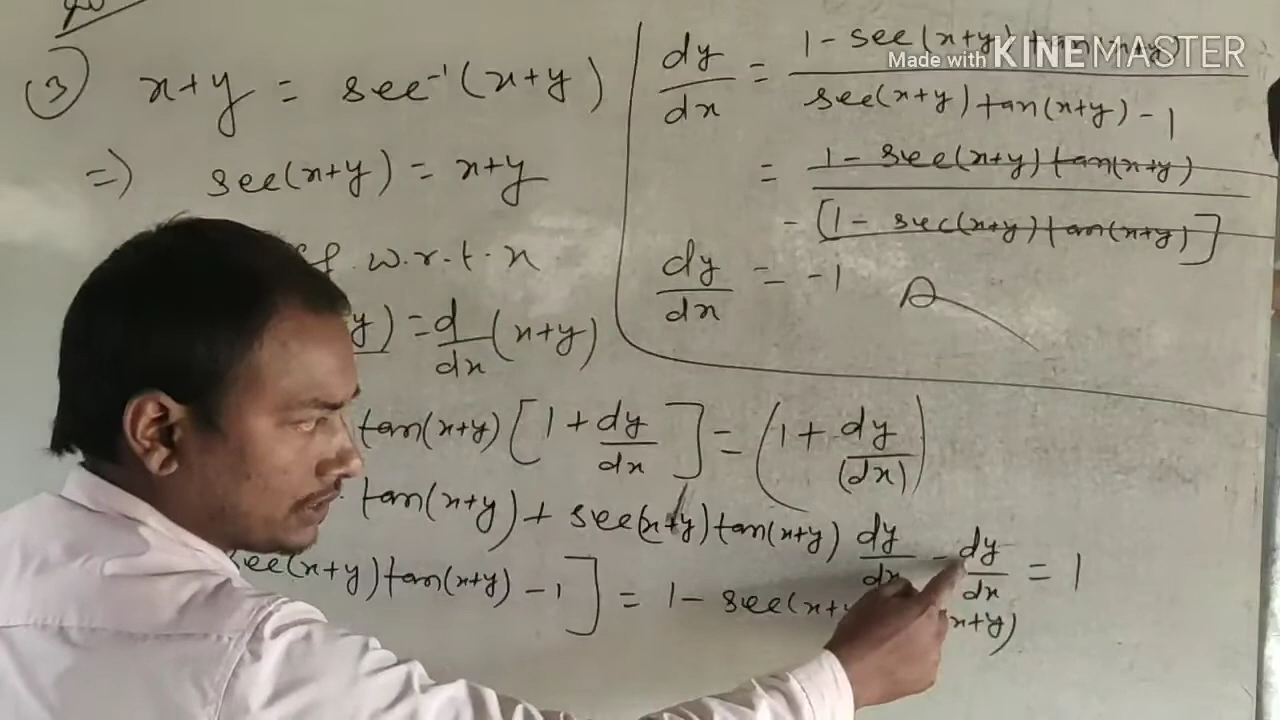 ③ x+y = sec⁻¹(x+y)
⇒ sec(x+y) = x+y
w.r.t. x
y) = d/dx (x+y)
tan(x+y) [1 + dy/dx] = (1 + dy/(dx))
tan(x+y) + sec(x+y) tan(x+y) dy/dx - dy/dx = 1
sec(x+y) tan(x+y) - 1] = 1 - sec(x+ x+y)
dy/dx = 1 - sec(x+y) tan(x+y) / sec(x+y) tan(x+y) - 1
= 1 - sec(x+y) tan(x+y) / -[1 - sec(x+y) tan(x+y)]
dy/dx = -1
Made with KINEMASTER